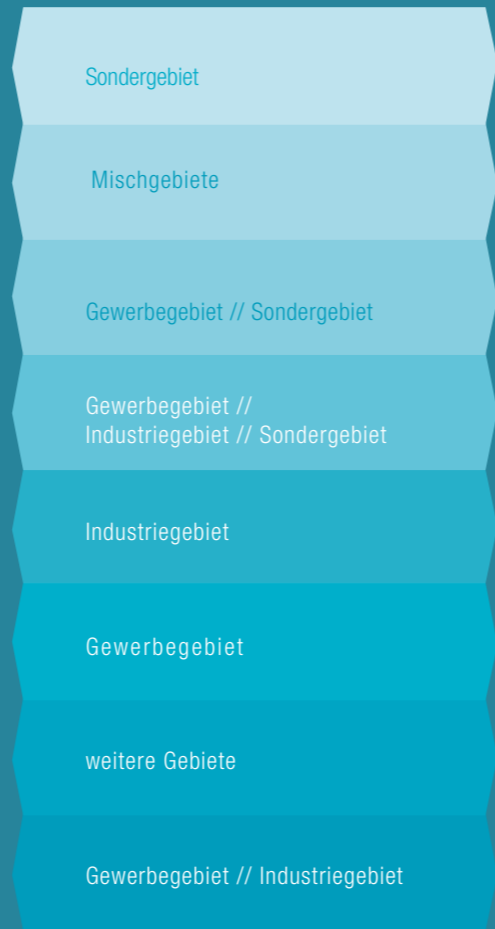 Sondergebiet
Mischgebiete
Gewerbegebiet // Sondergebiet
Gewerbegebiet //
Industriegebiet // Sondergebiet
Industriegebiet
Gewerbegebiet
weitere Gebiete
Gewerbegebiet // Industriegebiet